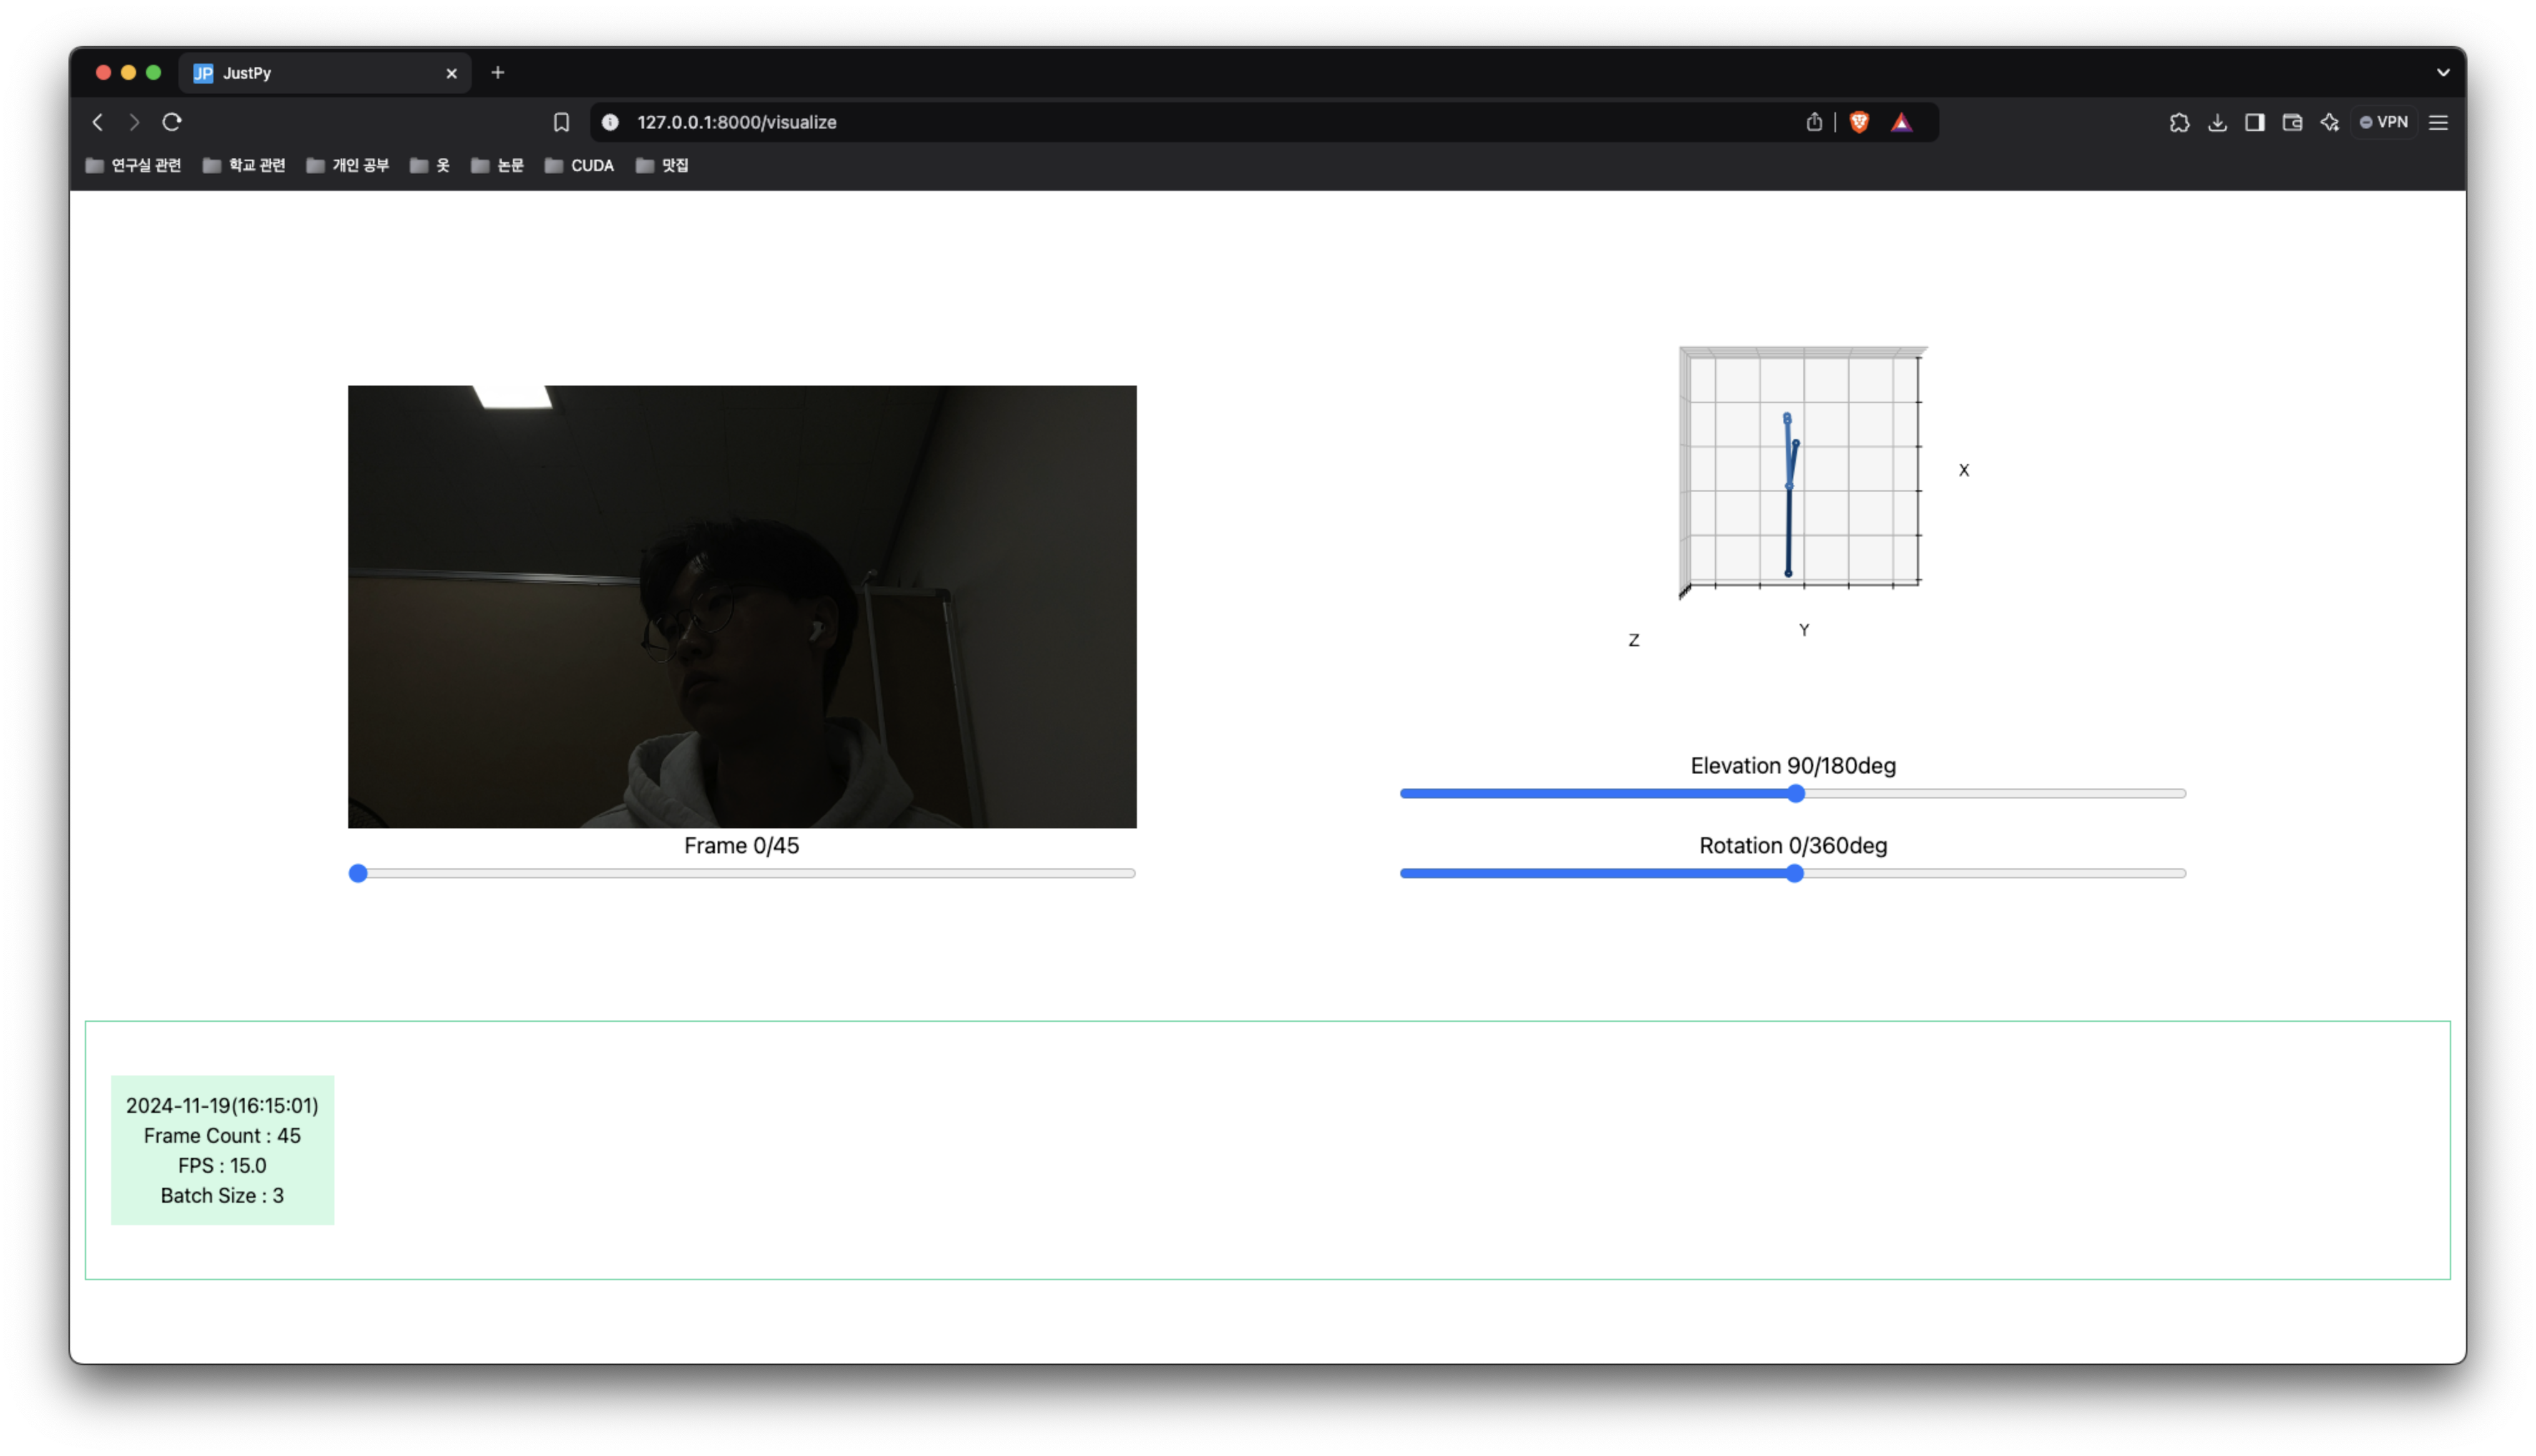 JP JustPy
127.0.0.1:8000/visualize
VPN
연구실 관련 학교 관련 개인 공부 옷 논문 CUDA 맛집
X
Y
Z
Elevation 90/180deg
Frame 0/45
Rotation 0/360deg
2024-11-19(16:15:01)
Frame Count : 45
FPS : 15.0
Batch Size : 3